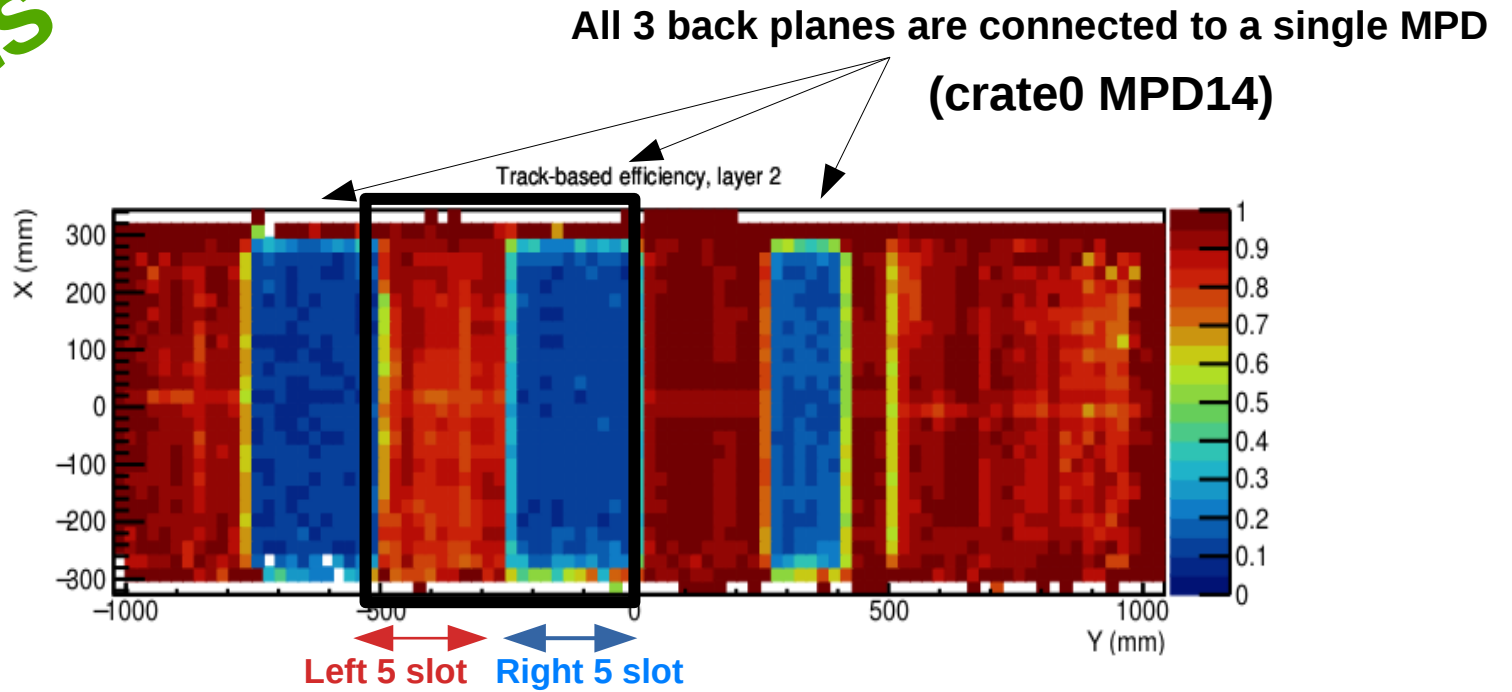 s
All 3 back planes are connected to a single MPD
(crate0 MPD14)
Track-based efficiency, layer 2
X (mm)
300
200
100
0
−100
−200
−300
−1000
−500
0
500
1000
Y (mm)
1
0.9
0.8
0.7
0.6
0.5
0.4
0.3
0.2
0.1
0
Left 5 slot
Right 5 slot